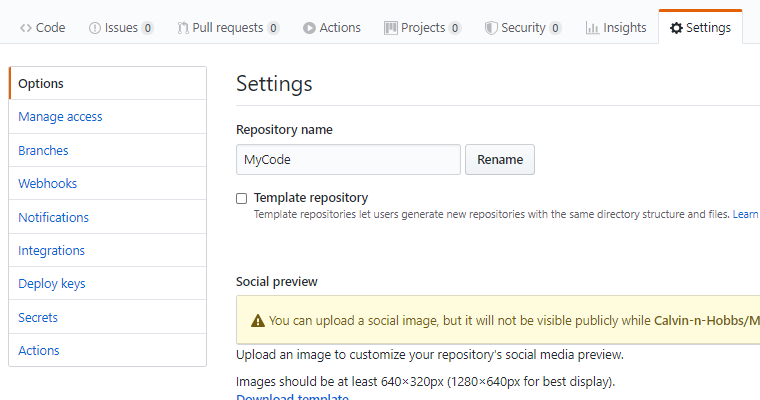 Code Issues 0 Pull requests 0 Actions Projects 0 Security 0 Insights Settings
Options
Manage access
Branches
Webhooks
Notifications
Integrations
Deploy keys
Secrets
Actions
Settings
Repository name
MyCode Rename
Template repository
Template repositories let users generate new repositories with the same directory structure and files. Learn
Social preview
You can upload a social image, but it will not be visible publicly while Calvin-n-Hobbs/M
Upload an image to customize your repository's social media preview.
Images should be at least 640×320px (1280×640px for best display).
Download template